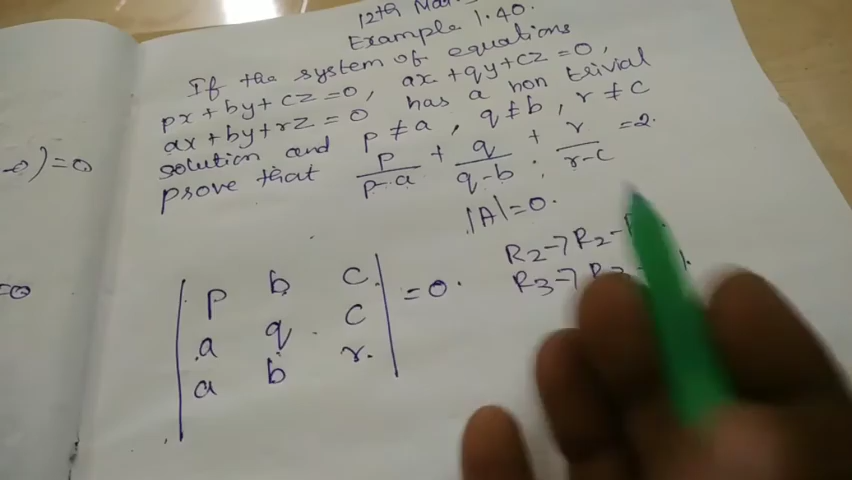 12th
Example 1.40.
If the system of equations
px+by+cz=0, ax+qy+cz=0,
ax+by+rz=0 has a non trivial
solution and p≠a, q≠b, r≠c
prove that p/p-a + q/q-b + r/r-c =2.
|A|=0.
R2→R2-
R3→R3-
p b c
a q c =0.
a b r.
-0)=0
=0